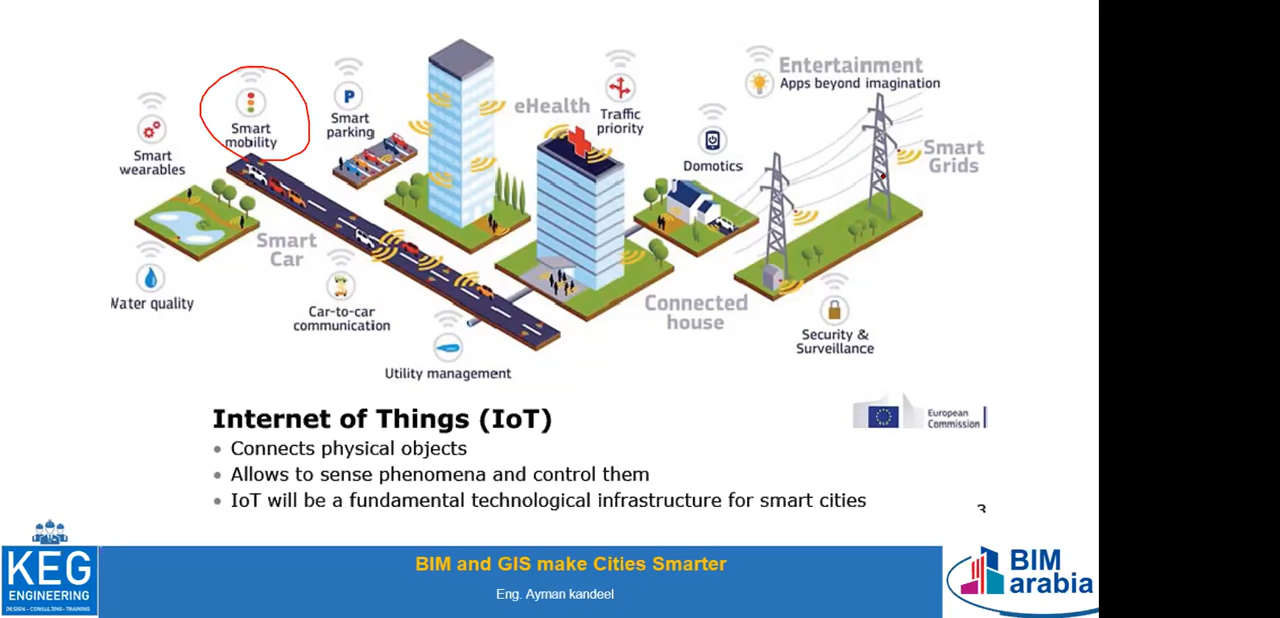 Entertainment
Apps beyond imagination
eHealth
Traffic
priority
Smart
parking
Smart
mobility
Smart
wearables
P
Domotics
Smart
Grids
Smart
Car
Water quality
Car-to-car
communication
Connected
house
Security &
Surveillance
Utility management
Internet of Things (IoT)
European
Commission
• Connects physical objects
• Allows to sense phenomena and control them
• IoT will be a fundamental technological infrastructure for smart cities
3
KEG
ENGINEERING
DESIGN - CONSULTING- TRAINING
BIM and GIS make Cities Smarter
Eng. Ayman kandeel
BIM
arabia